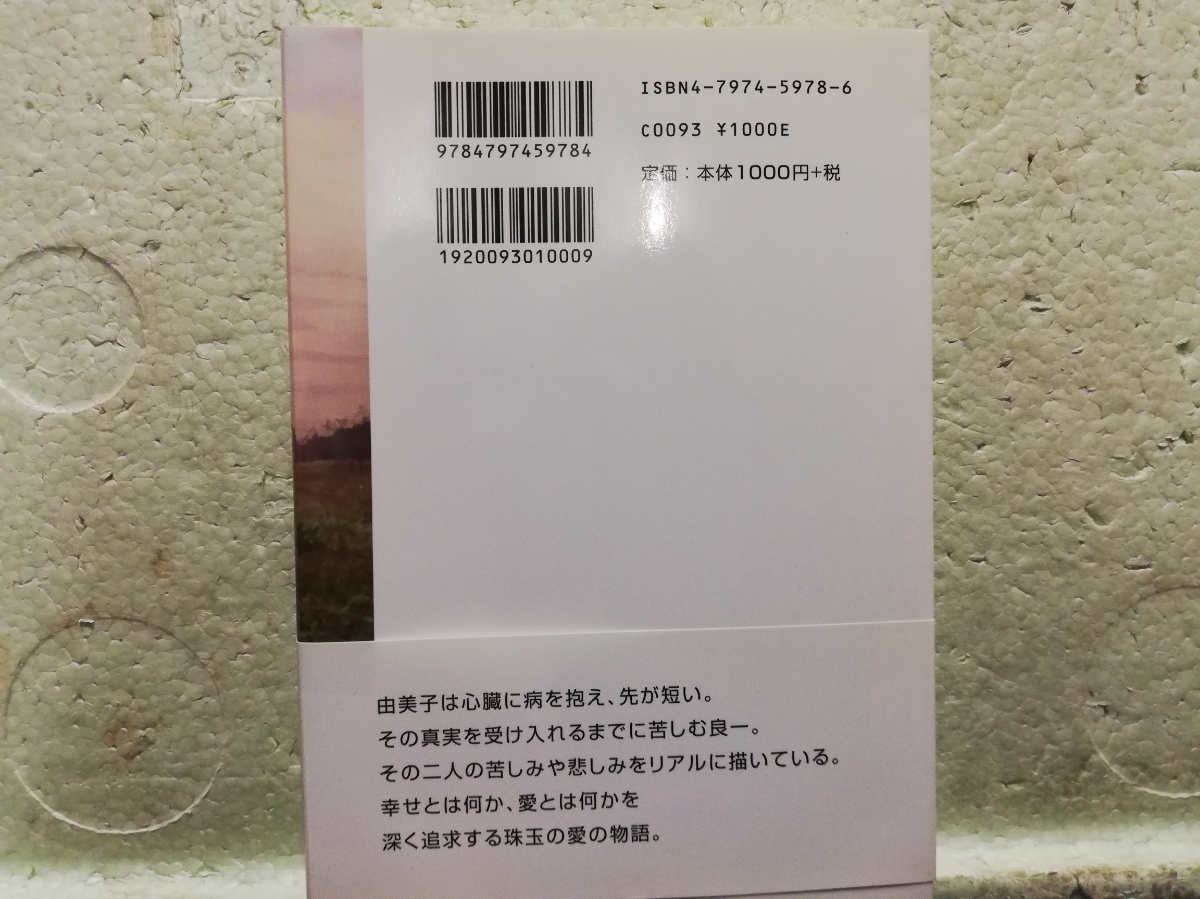 ISBN4-7974-5978-6
9784797459784
C0093 ¥1000E
定価：本体1000円+税
1920093010009
由美子は心臓に病を抱え、先が短い。
その真実を受け入れるまでに苦しむ良一。
その二人の苦しみや悲しみをリアルに描いている。
幸せとは何か、愛とは何かを
深く追求する珠玉の愛の物語。